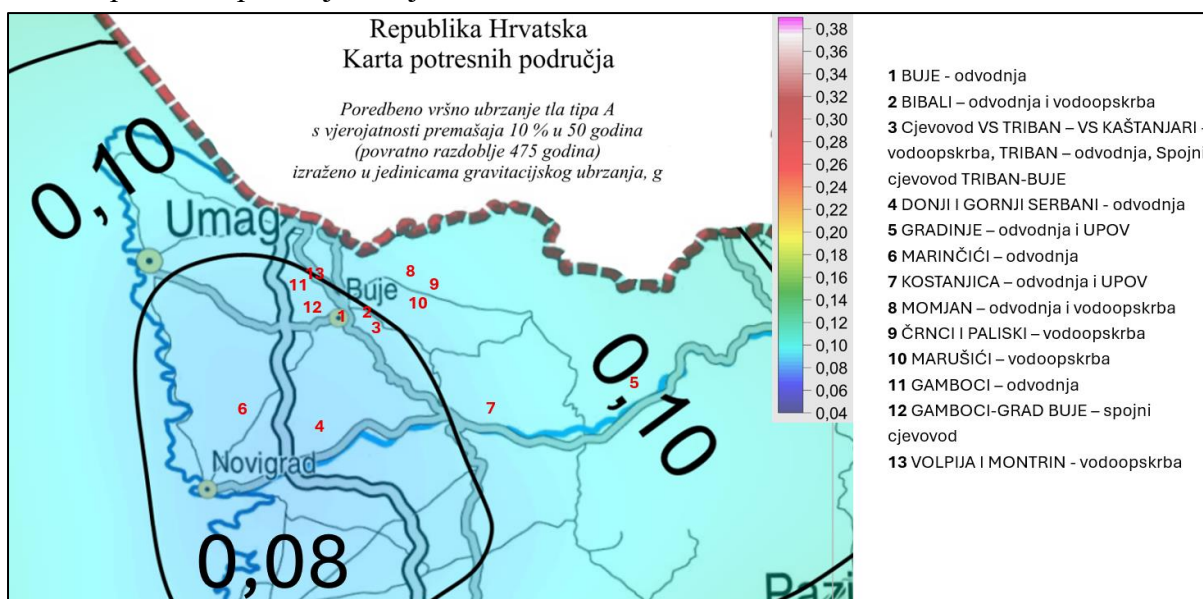 Republika Hrvatska
Karta potresnih područja
Poredbeno vršno ubrzanje tla tipa A
s vjerojatnosti premašaja 10 % u 50 godina
(povratno razdoblje 475 godina)
izraženo u jedinicama gravitacijskog ubrzanja, g
0,10
Umag
13
11
Buje
8
9
10
12
1
2
3
0,10
5
6
7
4
Novigrad
0,08
Pazi
0,38
0,36
0,34
0,32
0,30
0,28
0,26
0,24
0,22
0,20
0,18
0,16
0,14
0,12
0,10
0,08
0,06
0,04
1 BUJE - odvodnja
2 BIBALI – odvodnja i vodoopskrba
3 Cjevovod VS TRIBAN – VS KAŠTANJARI -
vodoopskrba, TRIBAN – odvodnja, Spojni
cjevovod TRIBAN-BUJE
4 DONJI I GORNJI SERBANI - odvodnja
5 GRADINJE – odvodnja i UPOV
6 MARINČIĆI – odvodnja
7 KOSTANJICA – odvodnja i UPOV
8 MOMJAN – odvodnja i vodoopskrba
9 ČRNCI I PALISKI – vodoopskrba
10 MARUŠIĆI – vodoopskrba
11 GAMBOCI – odvodnja
12 GAMBOCI-GRAD BUJE – spojni
cjevovod
13 VOLPIJA I MONTRIN - vodoopskrba